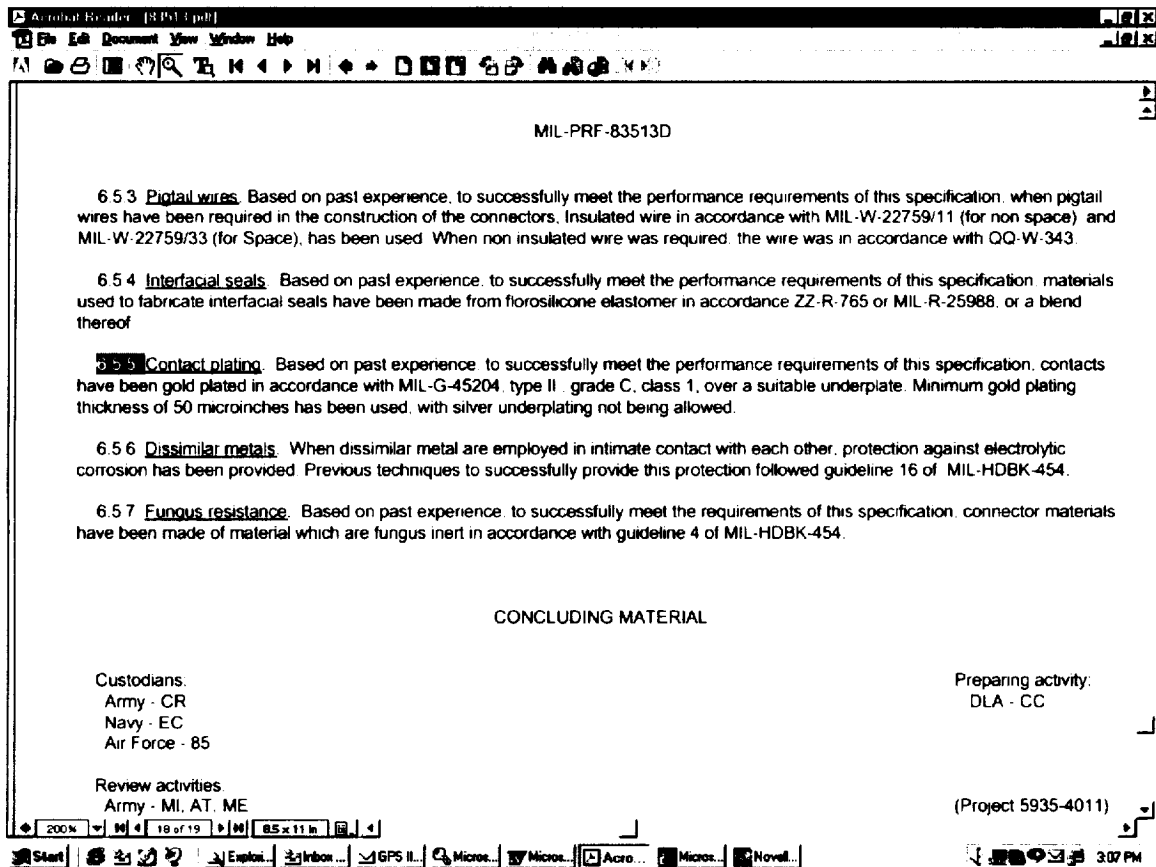 Acrobat Reader - [83513.pdf]
File Edit Document View Window Help
MIL-PRF-83513D
6.5.3 Pigtail wires. Based on past experience, to successfully meet the performance requirements of this specification, when pigtail
wires have been required in the construction of the connectors, Insulated wire in accordance with MIL-W-22759/11 (for non space) and
MIL-W-22759/33 (for Space), has been used. When non insulated wire was required, the wire was in accordance with QQ-W-343.
6.5.4 Interfacial seals. Based on past experience, to successfully meet the performance requirements of this specification, materials
used to fabricate interfacial seals have been made from florosilicone elastomer in accordance ZZ-R-765 or MIL-R-25988, or a blend
thereof
6.5.5 Contact plating. Based on past experience, to successfully meet the performance requirements of this specification, contacts
have been gold plated in accordance with MIL-G-45204, type II, grade C, class 1, over a suitable underplate. Minimum gold plating
thickness of 50 microinches has been used, with silver underplating not being allowed.
6.5.6 Dissimilar metals. When dissimilar metal are employed in intimate contact with each other, protection against electrolytic
corrosion has been provided. Previous techniques to successfully provide this protection followed guideline 16 of MIL-HDBK-454.
6.5.7 Fungus resistance. Based on past experience, to successfully meet the requirements of this specification, connector materials
have been made of material which are fungus inert in accordance with guideline 4 of MIL-HDBK-454.
CONCLUDING MATERIAL
Custodians: Preparing activity:
Army - CR DLA - CC
Navy - EC
Air Force - 85
Review activities
Army - MI, AT, ME (Project 5935-4011)
200% 18 of 19 8.5 x 11 in
Start Exploi... Inbox ... GPS II... Micros... Micros... Acro... Micros... Novell... 3:07 PM